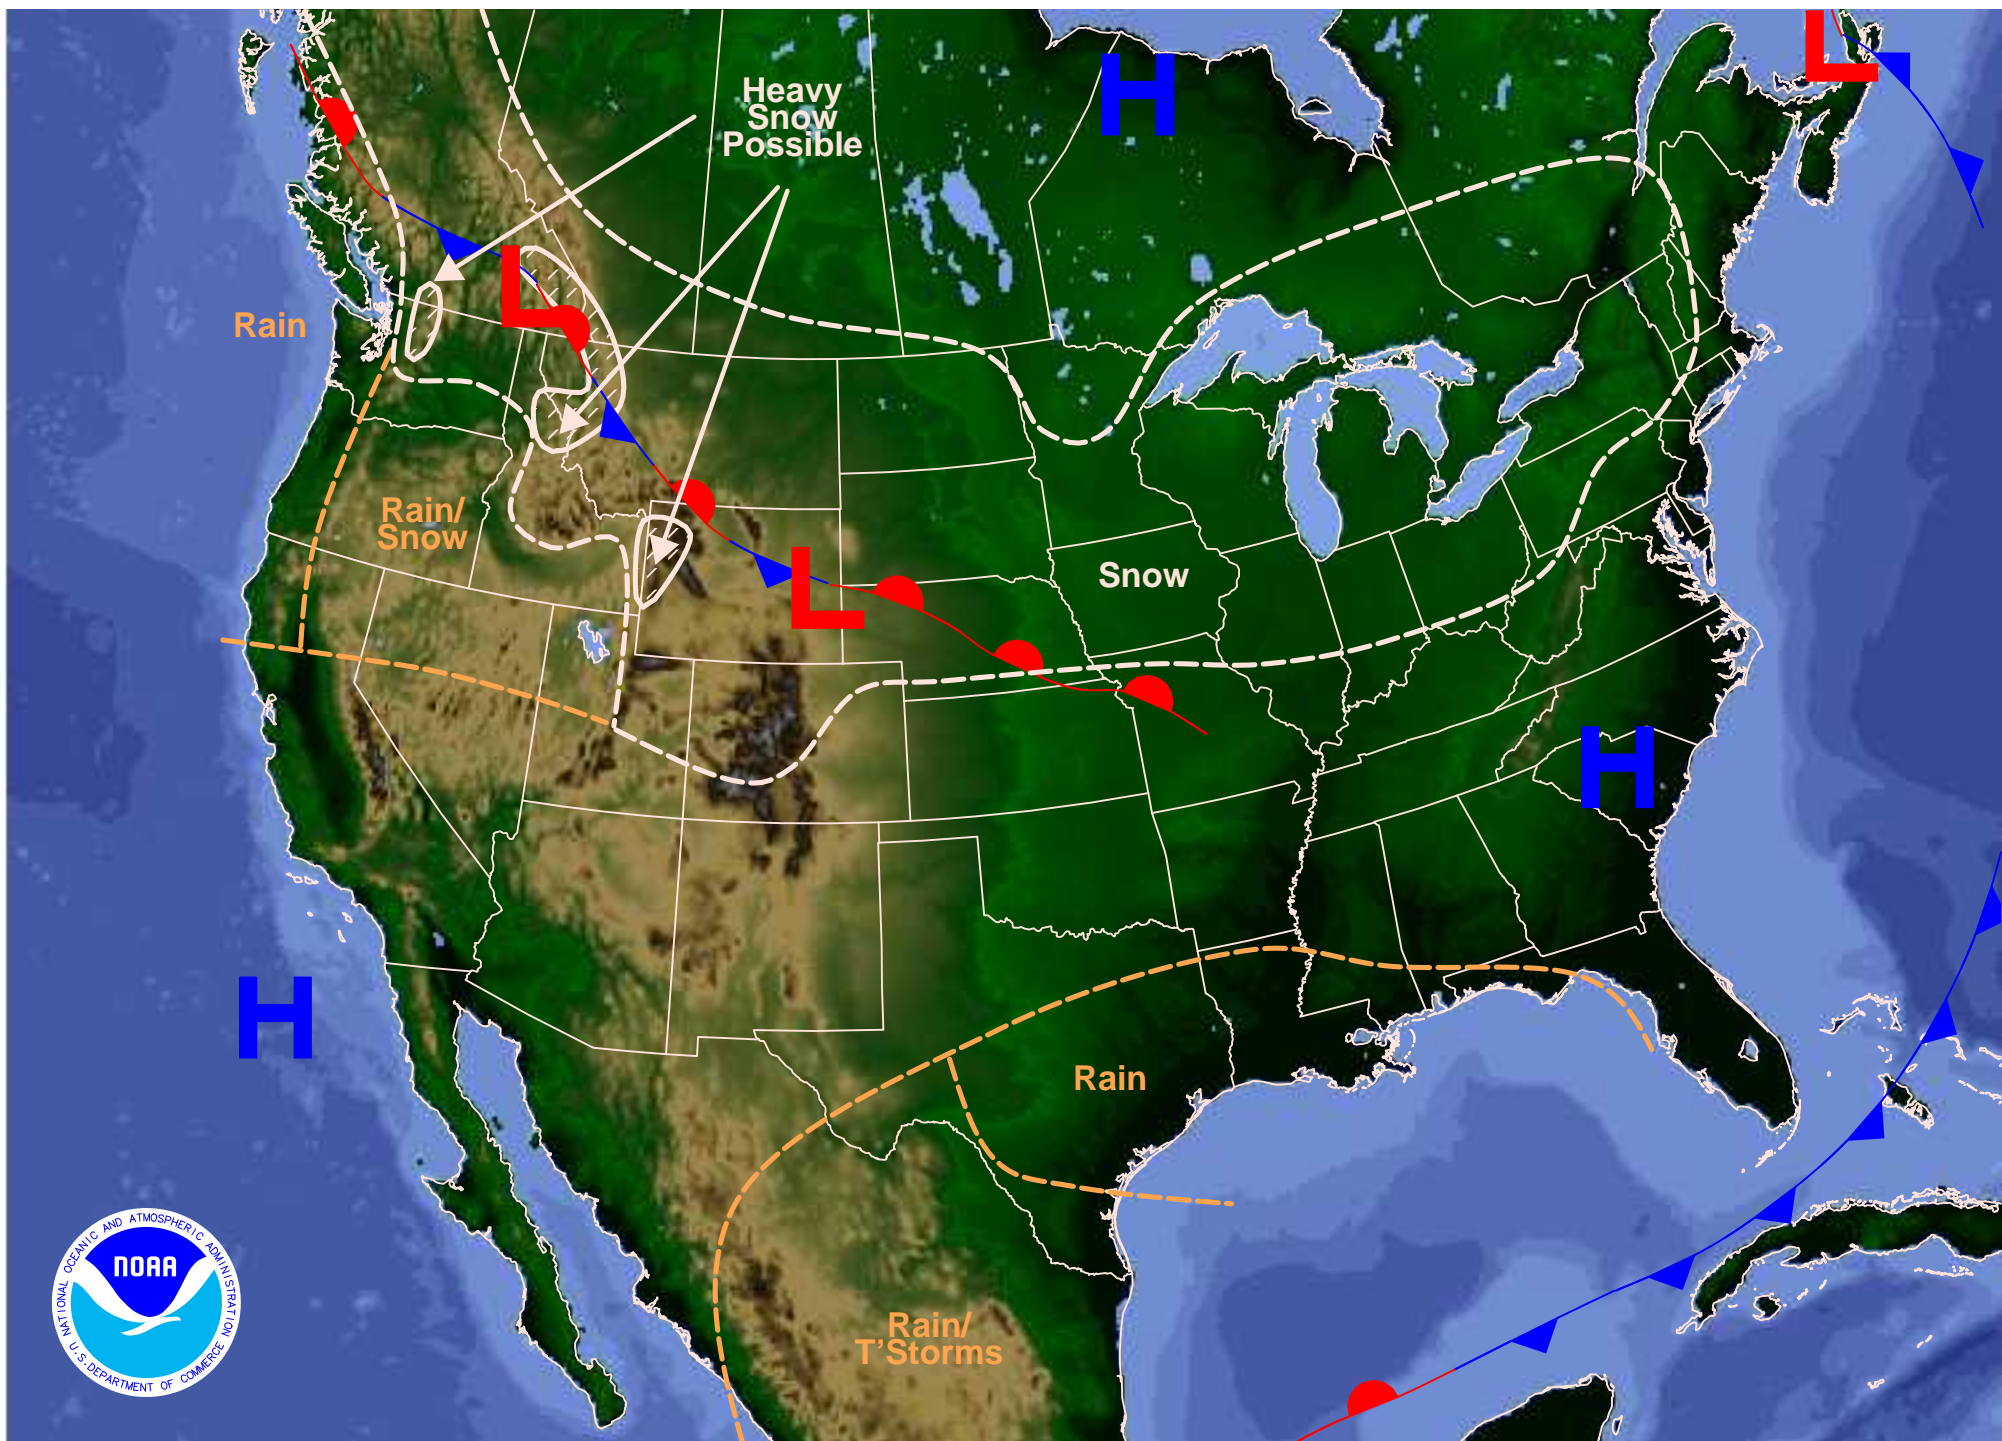 H
L
Heavy
Snow
Possible
L
Rain
Rain/
Snow
L
Snow
H
H
Rain
Rain/
T'Storms
NATIONAL OCEANIC AND ATMOSPHERIC ADMINISTRATION
NOAA
U.S. DEPARTMENT OF COMMERCE